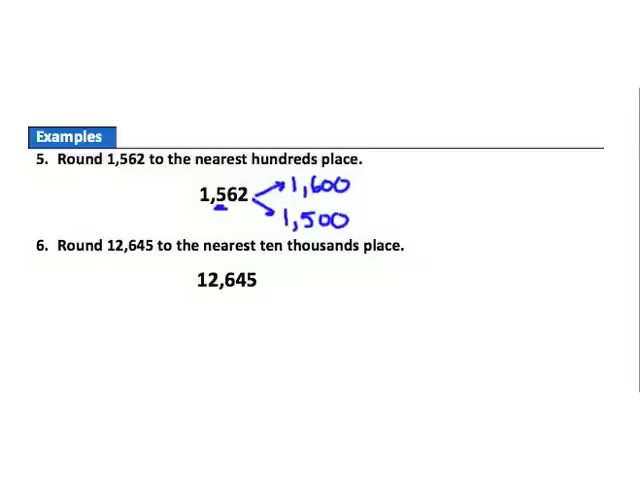 Examples
5. Round 1,562 to the nearest hundreds place.
1,600
1,562
1,500
6. Round 12,645 to the nearest ten thousands place.
12,645